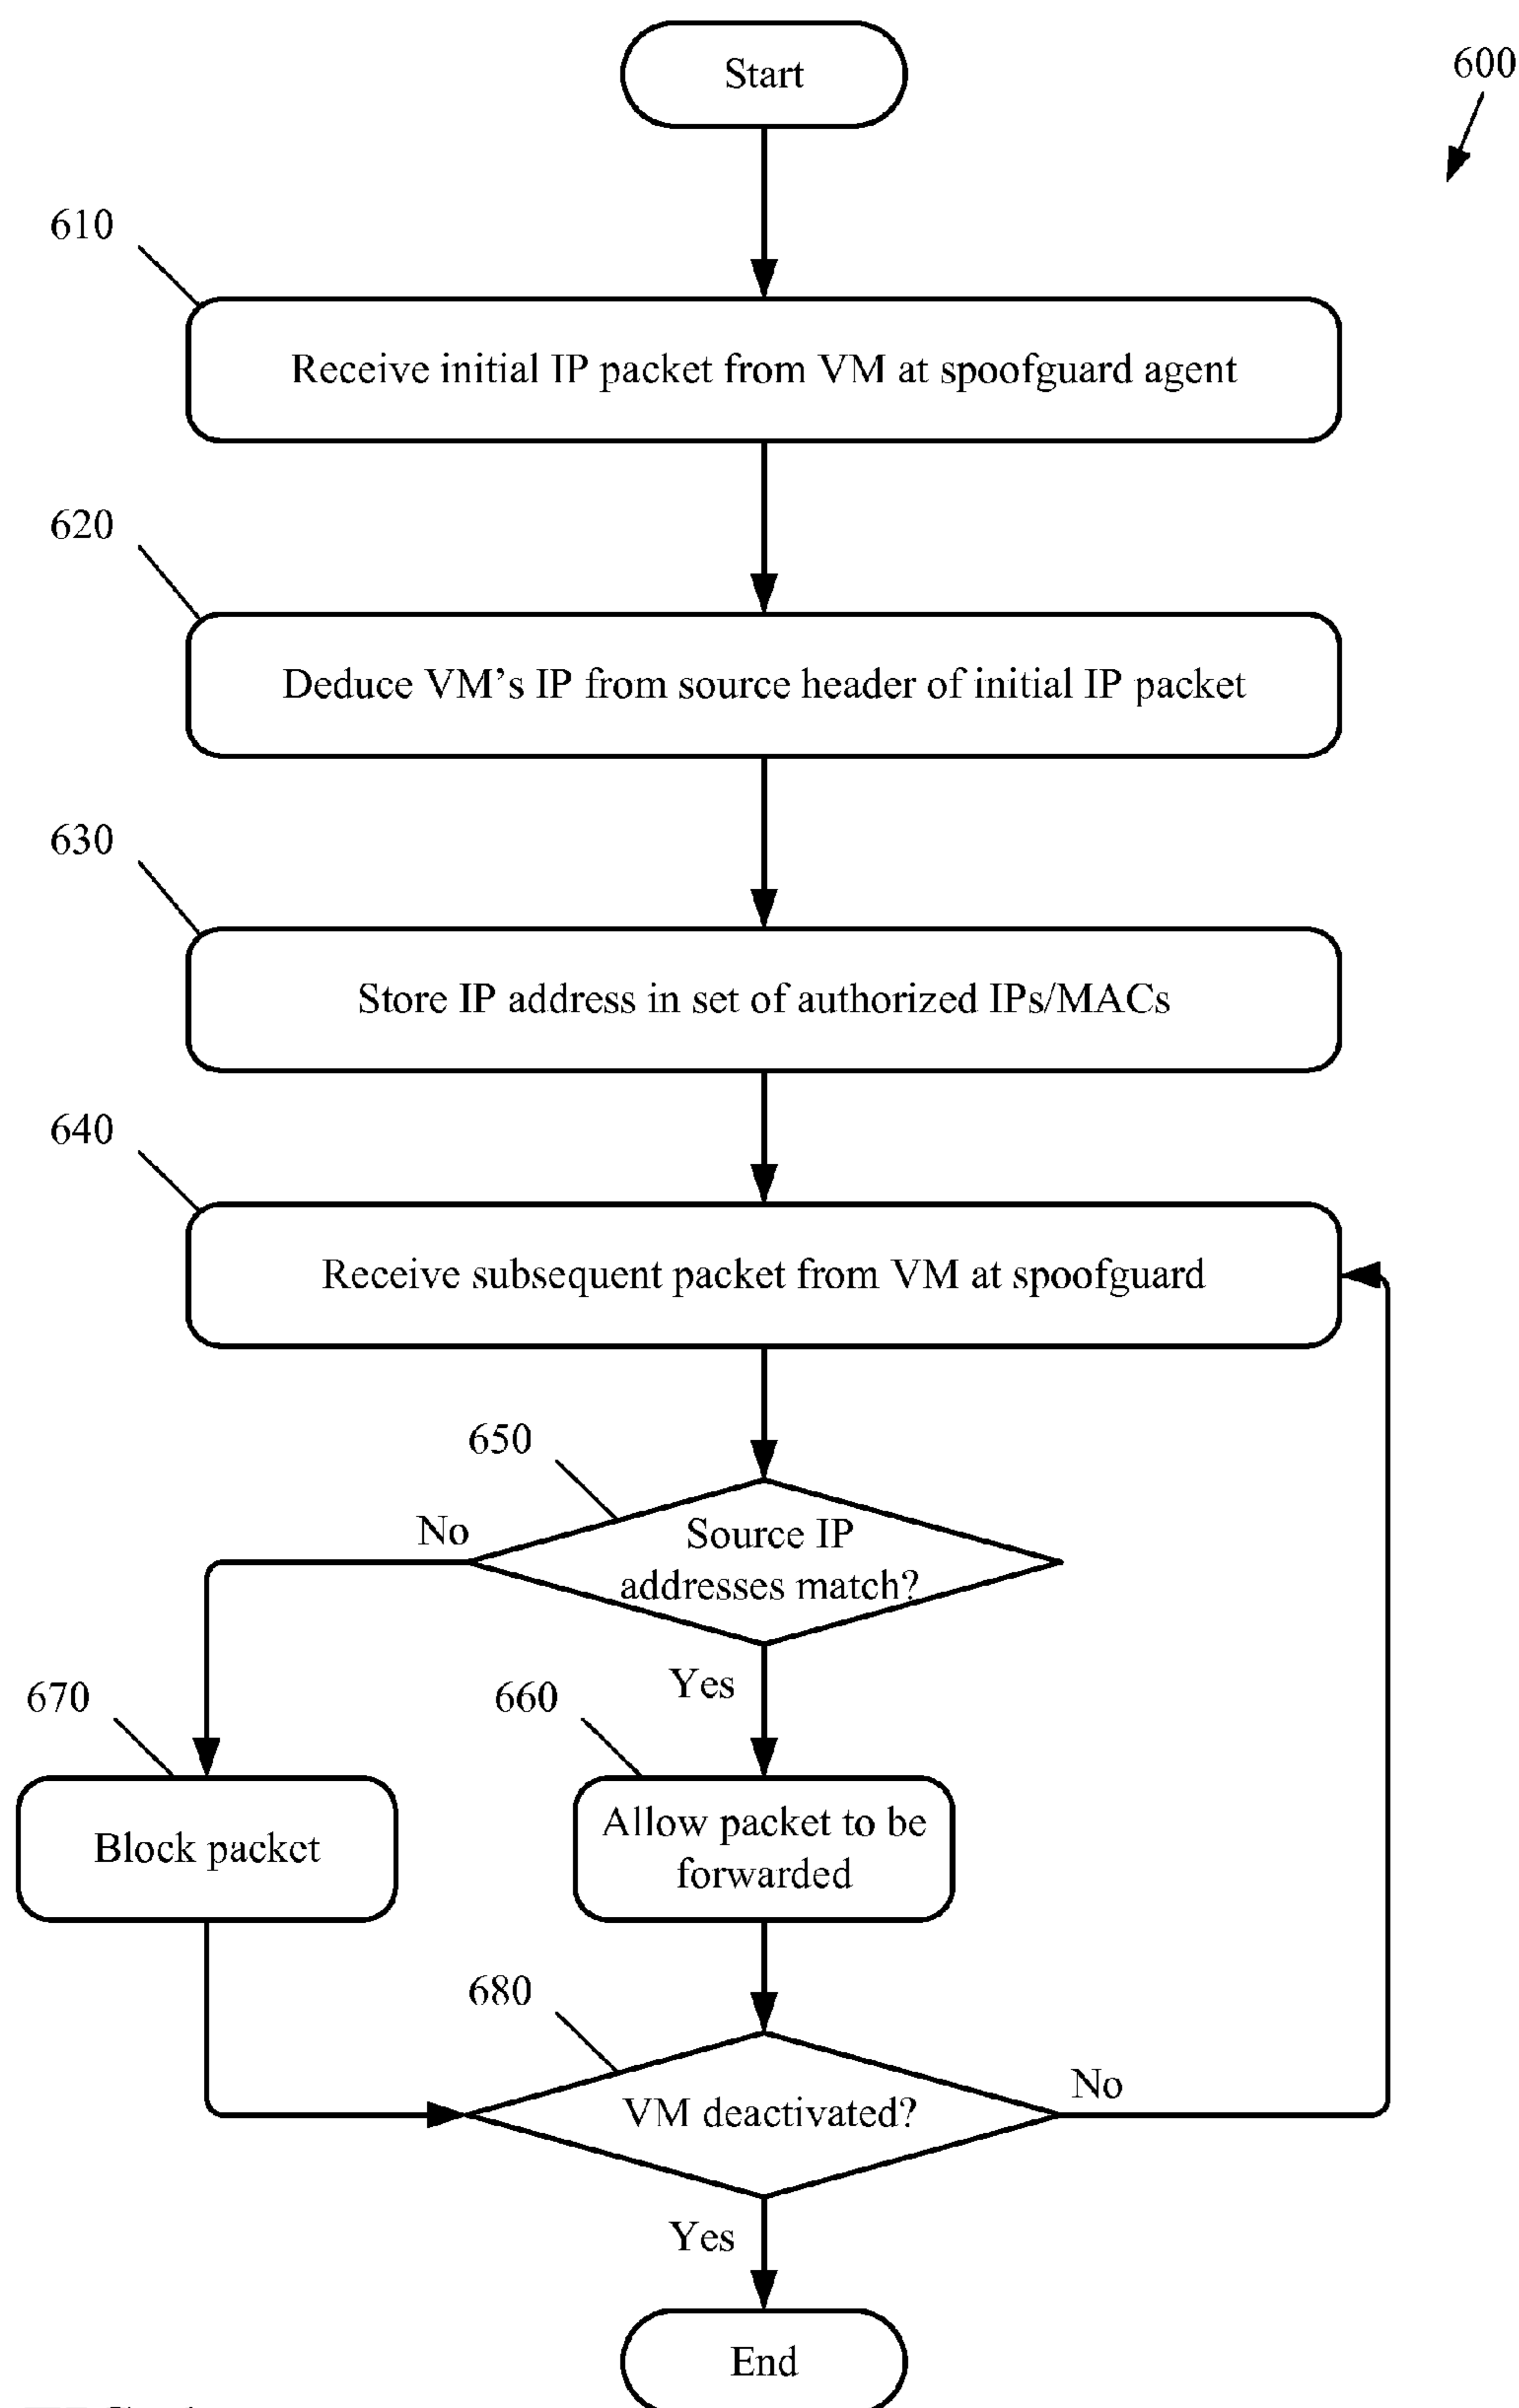 Start
600
610
Receive initial IP packet from VM at spoofguard agent
620
Deduce VM's IP from source header of initial IP packet
630
Store IP address in set of authorized IPs/MACs
640
Receive subsequent packet from VM at spoofguard
650
No
Source IP
addresses match?
Yes
670
660
Block packet
Allow packet to be
forwarded
680
VM deactivated?
No
Yes
End